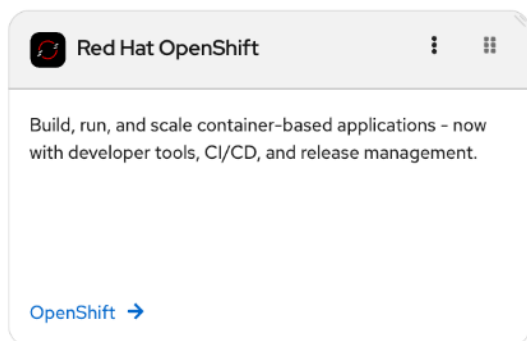 Red Hat OpenShift
Build, run, and scale container-based applications - now
with developer tools, CI/CD, and release management.
OpenShift